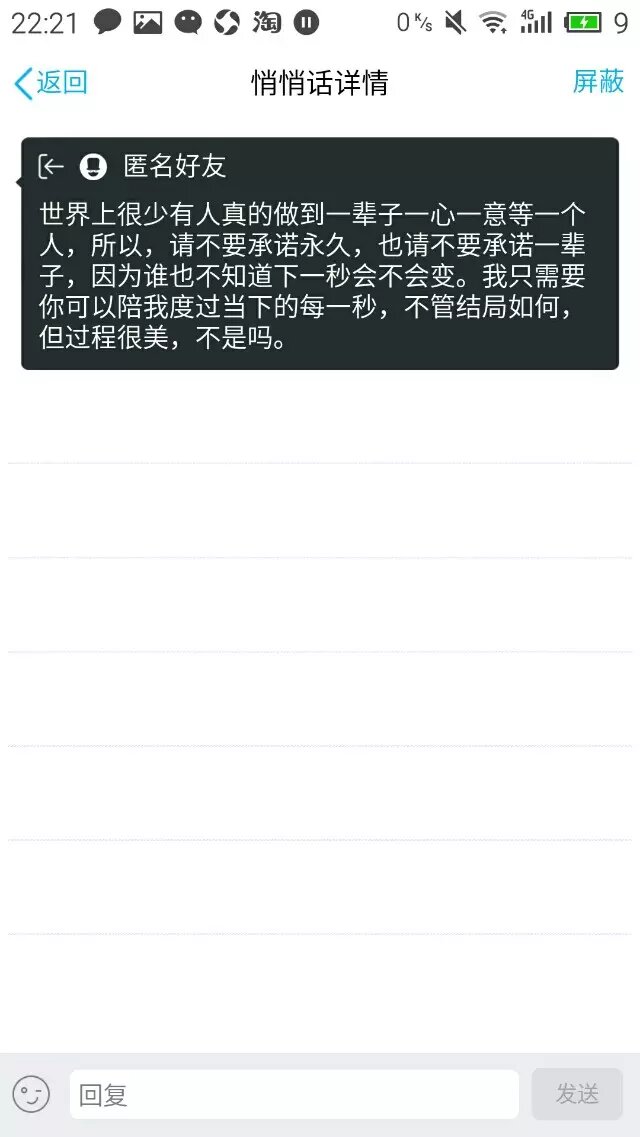 22:21 淘 0 K/s 4G 9
返回 悄悄话详情 屏蔽
匿名好友
世界上很少有人真的做到一辈子一心一意等一个
人，所以，请不要承诺永久，也请不要承诺一辈
子，因为谁也不知道下一秒会不会变。我只需要
你可以陪我度过当下的每一秒，不管结局如何，
但过程很美，不是吗。
回复 发送